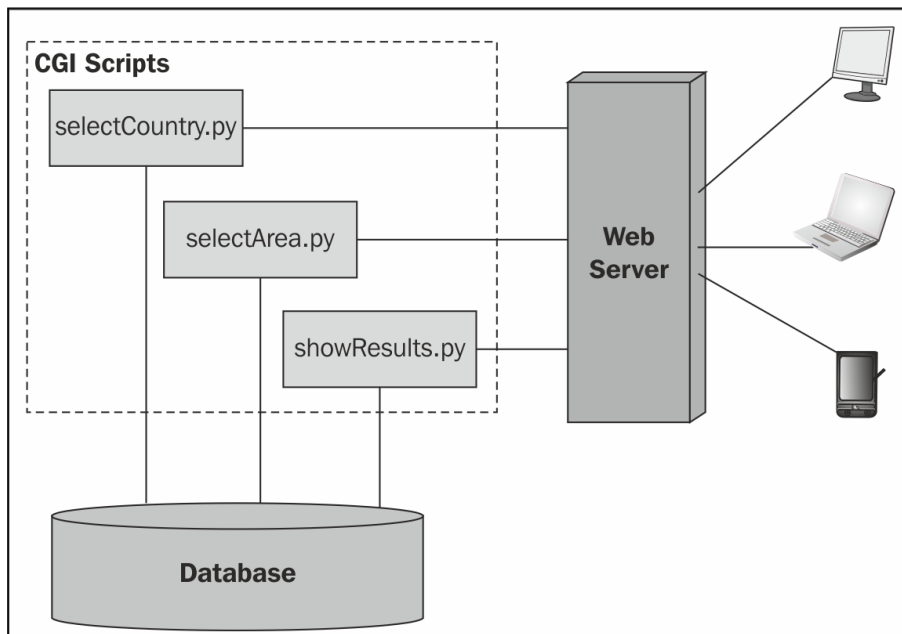 CGI Scripts
selectCountry.py
selectArea.py
showResults.py
Web
Server
Database